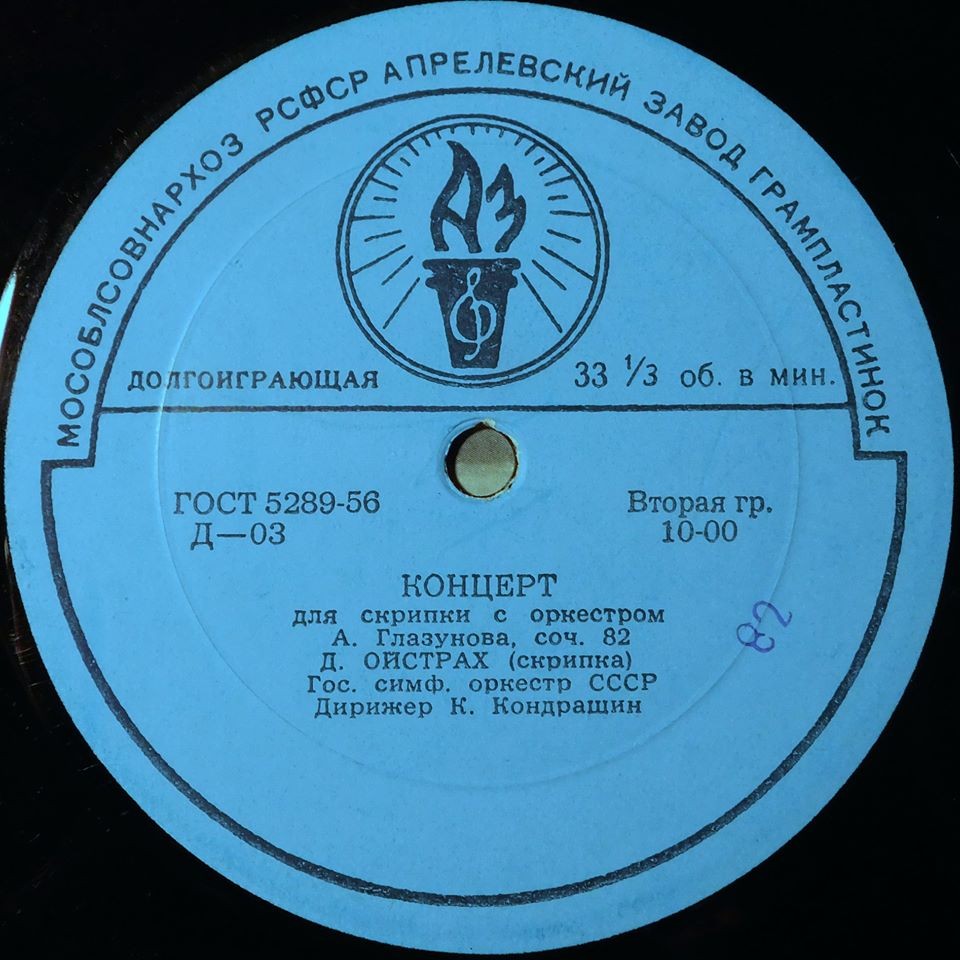 МОСОБЛСОВНАРХОЗ РСФСР АПРЕЛЕВСКИЙ ЗАВОД ГРАМПЛАСТИНОК
АЗ
ДОЛГОИГРАЮЩАЯ 33 1/3 об. в мин.
ГОСТ 5289-56 Вторая гр.
Д—03 10-00
КОНЦЕРТ
для скрипки с оркестром
А. Глазунова, соч. 82
Д. ОЙСТРАХ (скрипка)
Гос. симф. оркестр СССР
Дирижер К. Кондрашин
82